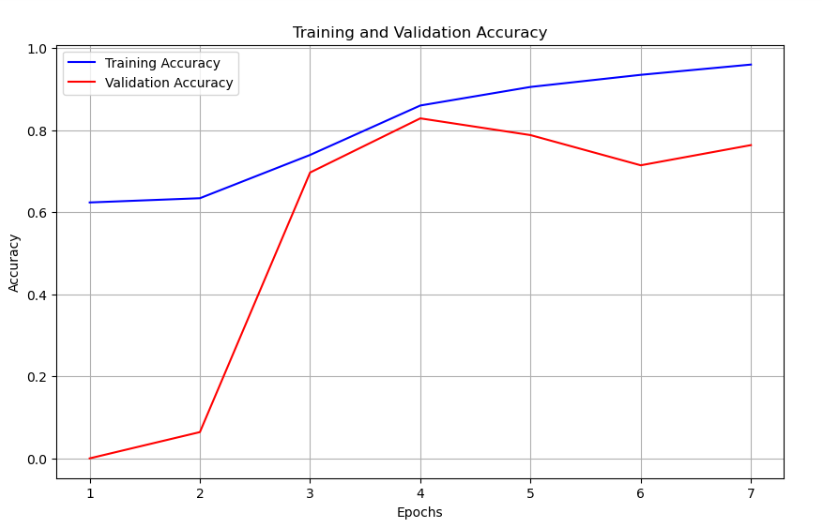 Training and Validation Accuracy
1.0
Training Accuracy
Validation Accuracy
0.8
0.6
Accuracy
0.4
0.2
0.0
1 2 3 4 5 6 7
Epochs